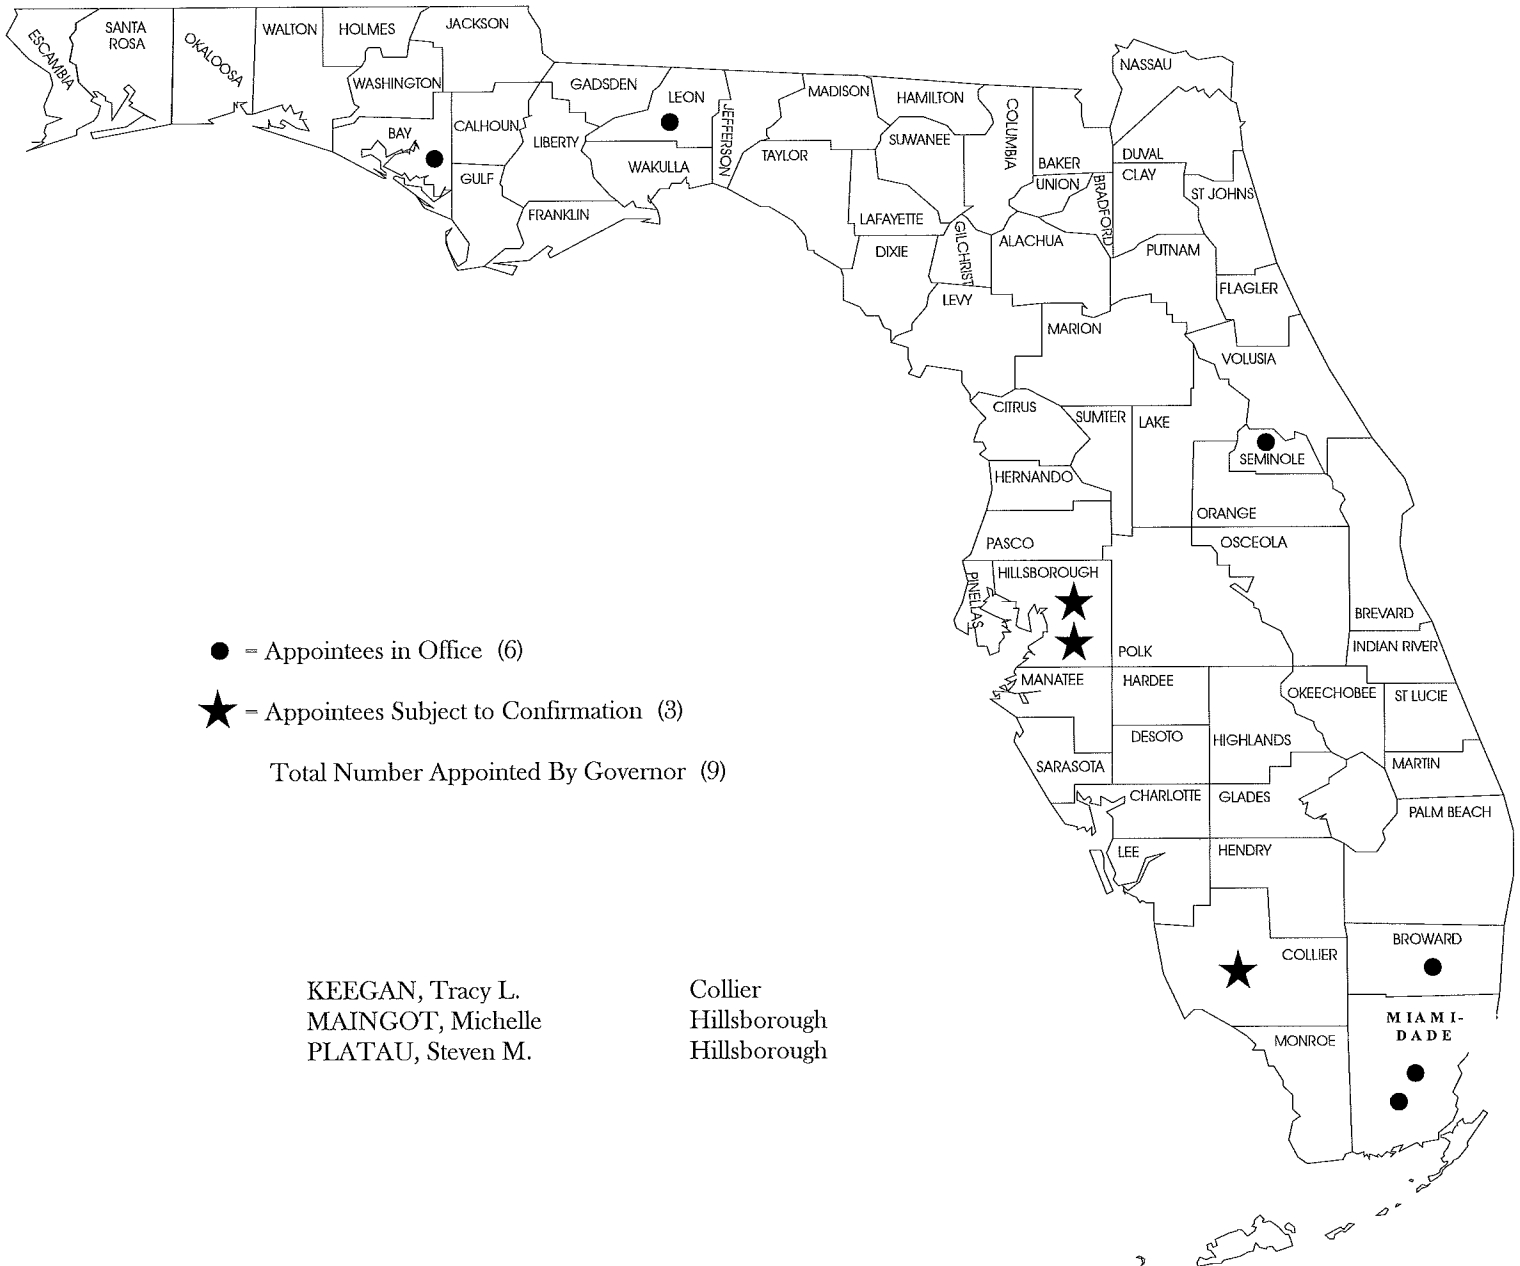 ESCAMBIA
SANTA
ROSA
OKALOOSA
WALTON
HOLMES
JACKSON
WASHINGTON
BAY
CALHOUN
GULF
LIBERTY
GADSDEN
FRANKLIN
LEON
WAKULLA
JEFFERSON
MADISON
TAYLOR
HAMILTON
SUWANEE
LAFAYETTE
DIXIE
COLUMBIA
GILCHRIST
BAKER
UNION
BRADFORD
ALACHUA
LEVY
NASSAU
DUVAL
CLAY
ST JOHNS
PUTNAM
FLAGLER
MARION
VOLUSIA
CITRUS
SUMTER
LAKE
SEMINOLE
HERNANDO
ORANGE
PASCO
OSCEOLA
PINELLAS
HILLSBOROUGH
POLK
BREVARD
INDIAN RIVER
MANATEE
HARDEE
OKEECHOBEE
ST LUCIE
DESOTO
HIGHLANDS
SARASOTA
MARTIN
CHARLOTTE
GLADES
PALM BEACH
LEE
HENDRY
BROWARD
COLLIER
MIAMI-
DADE
MONROE
= Appointees in Office (6)
= Appointees Subject to Confirmation (3)
Total Number Appointed By Governor (9)
KEEGAN, Tracy L. Collier
MAINGOT, Michelle Hillsborough
PLATAU, Steven M. Hillsborough